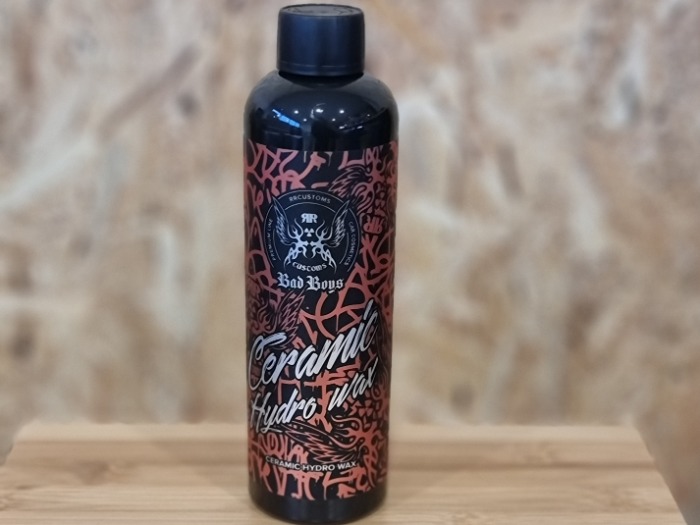 RRCUSTOMS
RR
CUSTOMS
Bad Boys
Ceramic
Hydro wax
CERAMIC HYDRO WAX